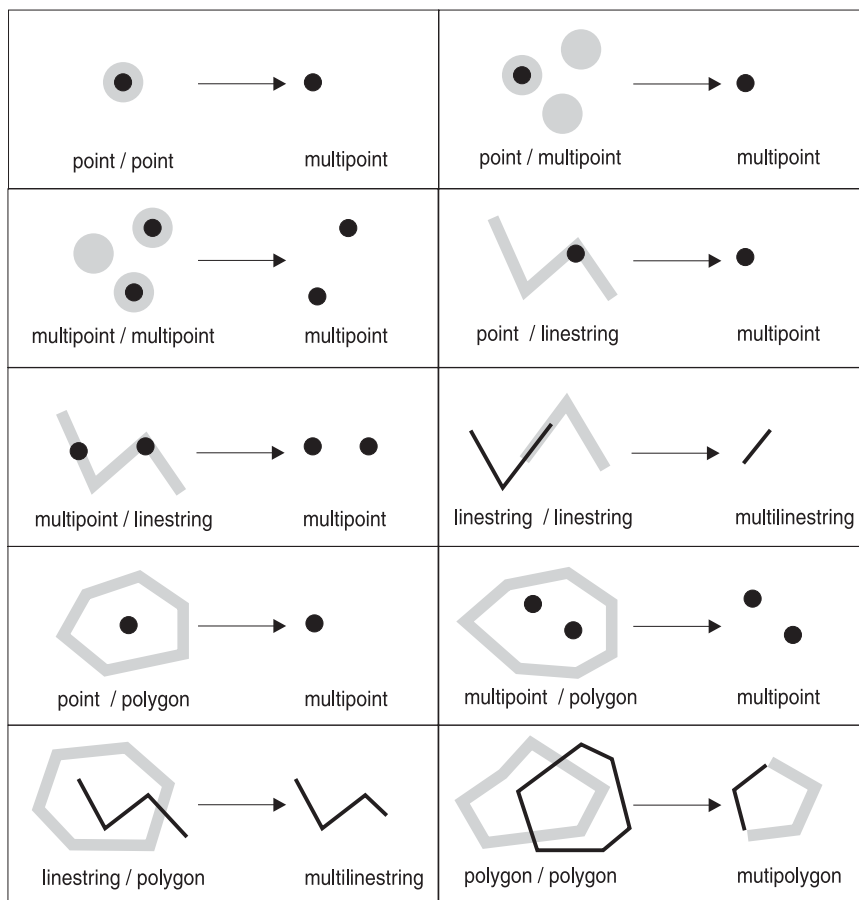 point / point multipoint
point / multipoint multipoint
multipoint / multipoint multipoint
point / linestring multipoint
multipoint / linestring multipoint
linestring / linestring multilinestring
point / polygon multipoint
multipoint / polygon multipoint
linestring / polygon multilinestring
polygon / polygon mutipolygon